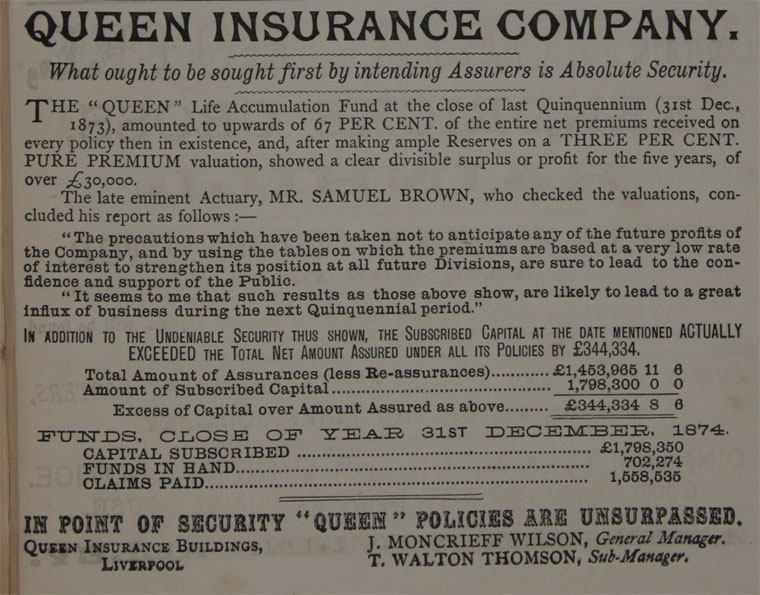 QUEEN INSURANCE COMPANY.
What ought to be sought first by intending Assurers is Absolute Security.
THE "QUEEN" Life Accumulation Fund at the close of last Quinquennium (31st Dec.,
1873), amounted to upwards of 67 PER CENT. of the entire net premiums received on
every policy then in existence, and, after making ample Reserves on a THREE PER CENT.
PURE PREMIUM valuation, showed a clear divisible surplus or profit for the five years, of
over £30,000.
The late eminent Actuary, MR. SAMUEL BROWN, who checked the valuations, con-
cluded his report as follows :—
"The precautions which have been taken not to anticipate any of the future profits of
the Company, and by using the tables on which the premiums are based at a very low rate
of interest to strengthen its position at all future Divisions, are sure to lead to the con-
fidence and support of the Public.
"It seems to me that such results as those above show, are likely to lead to a great
influx of business during the next Quinquennial period."
IN ADDITION TO THE UNDENIABLE SECURITY THUS SHOWN, THE SUBSCRIBED CAPITAL AT THE DATE MENTIONED ACTUALLY
EXCEEDED THE TOTAL NET AMOUNT ASSURED UNDER ALL ITS POLICIES BY £344,334.
Total Amount of Assurances (less Re-assurances)............£1,453,965 11 6
Amount of Subscribed Capital.......................................... 1,798,300 0 0
Excess of Capital over Amount Assured as above......... £344,334 8 6
FUNDS, CLOSE OF YEAR 31ST DECEMBER, 1874.
CAPITAL SUBSCRIBED .................................................. £1,798,350
FUNDS IN HAND............................................................ 702,274
CLAIMS PAID................................................................ 1,558,535
IN POINT OF SECURITY "QUEEN" POLICIES ARE UNSURPASSED.
QUEEN INSURANCE BUILDINGS, J. MONCRIEFF WILSON, General Manager.
LIVERPOOL T. WALTON THOMSON, Sub-Manager.